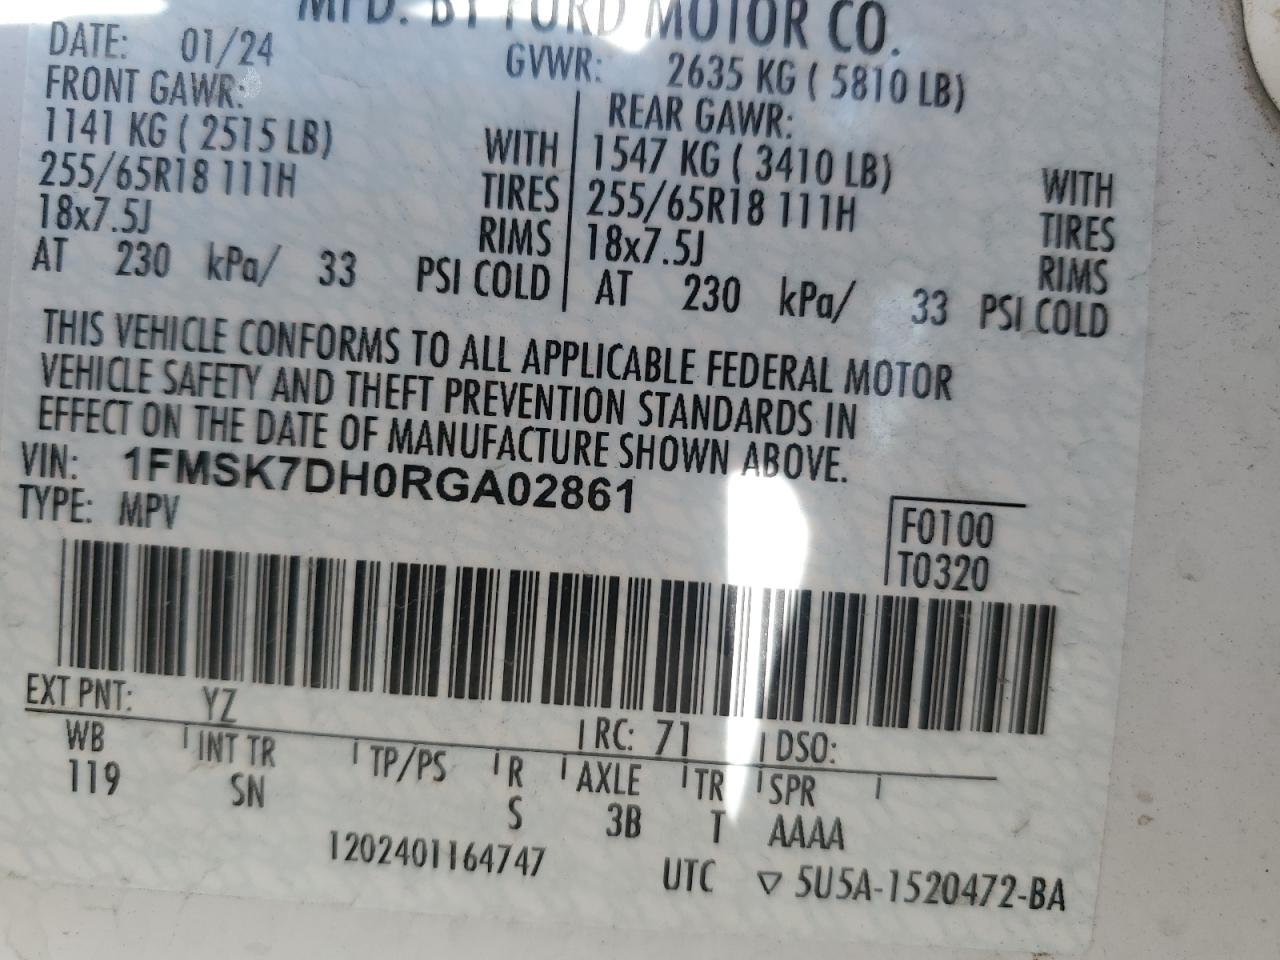 MFD. BY FORD MOTOR CO.
DATE: 01/24 GVWR: 2635 KG ( 5810 LB)
FRONT GAWR: REAR GAWR:
1141 KG ( 2515 LB) WITH 1547 KG ( 3410 LB) WITH
255/65R18 111H TIRES 255/65R18 111H TIRES
18x7.5J RIMS 18x7.5J RIMS
AT 230 kPa/ 33 PSI COLD AT 230 kPa/ 33 PSI COLD
THIS VEHICLE CONFORMS TO ALL APPLICABLE FEDERAL MOTOR
VEHICLE SAFETY AND THEFT PREVENTION STANDARDS IN
EFFECT ON THE DATE OF MANUFACTURE SHOWN ABOVE.
VIN: 1FMSK7DH0RGA02861
TYPE: MPV
F0100
T0320
EXT PNT: YZ RC: 71 DSO:
WB INT TR TP/PS R AXLE TR SPR
119 SN S 3B T AAAA
1202401164747 UTC ▽ 5U5A-1520472-BA